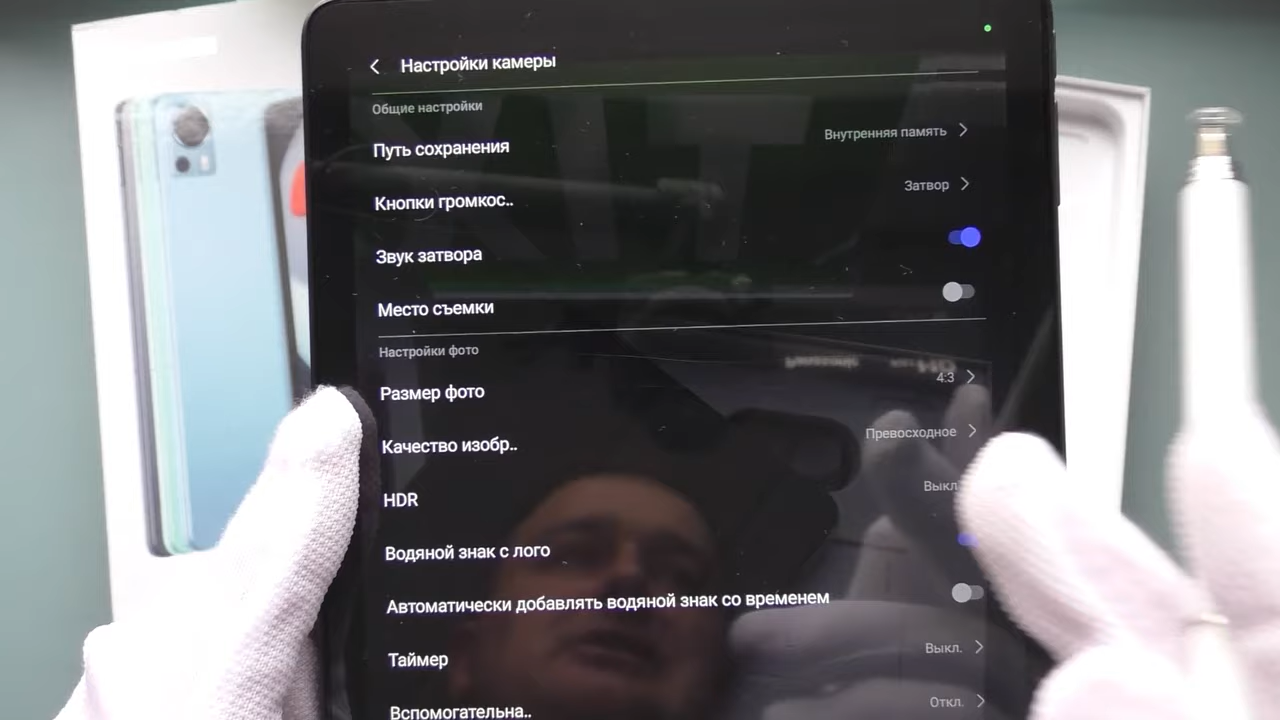 Настройки камеры
Общие настройки
Путь сохранения
Внутренняя память
Кнопки громкос..
Затвор
Звук затвора
Место съемки
Настройки фото
Размер фото
4:3
Качество изобр..
Превосходное
HDR
Выкл
Водяной знак с лого
Автоматически добавлять водяной знак со временем
Таймер
Выкл.
Вспомогательна..
Откл.